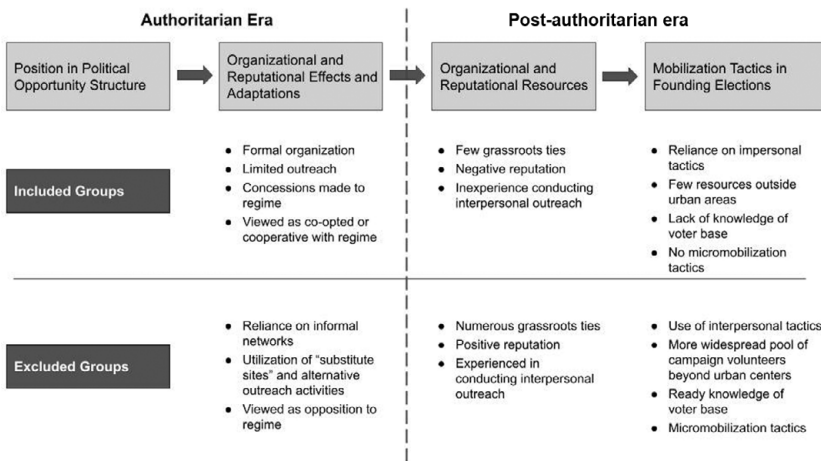 Authoritarian Era
Post-authoritarian era
Position in Political
Opportunity Structure
Organizational and
Reputational Effects and
Adaptations
Organizational and
Reputational Resources
Mobilization Tactics in
Founding Elections
Included Groups
● Formal organization
● Limited outreach
● Concessions made to
regime
● Viewed as co-opted or
cooperative with regime
● Few grassroots ties
● Negative reputation
● Inexperience conducting
interpersonal outreach
● Reliance on impersonal
tactics
● Few resources outside
urban areas
● Lack of knowledge of
voter base
● No micromobilization
tactics
Excluded Groups
● Reliance on informal
networks
● Utilization of “substitute
sites” and alternative
outreach activities
● Viewed as opposition to
regime
● Numerous grassroots ties
● Positive reputation
● Experienced in
conducting interpersonal
outreach
● Use of interpersonal tactics
● More widespread pool of
campaign volunteers
beyond urban centers
● Ready knowledge of
voter base
● Micromobilization tactics